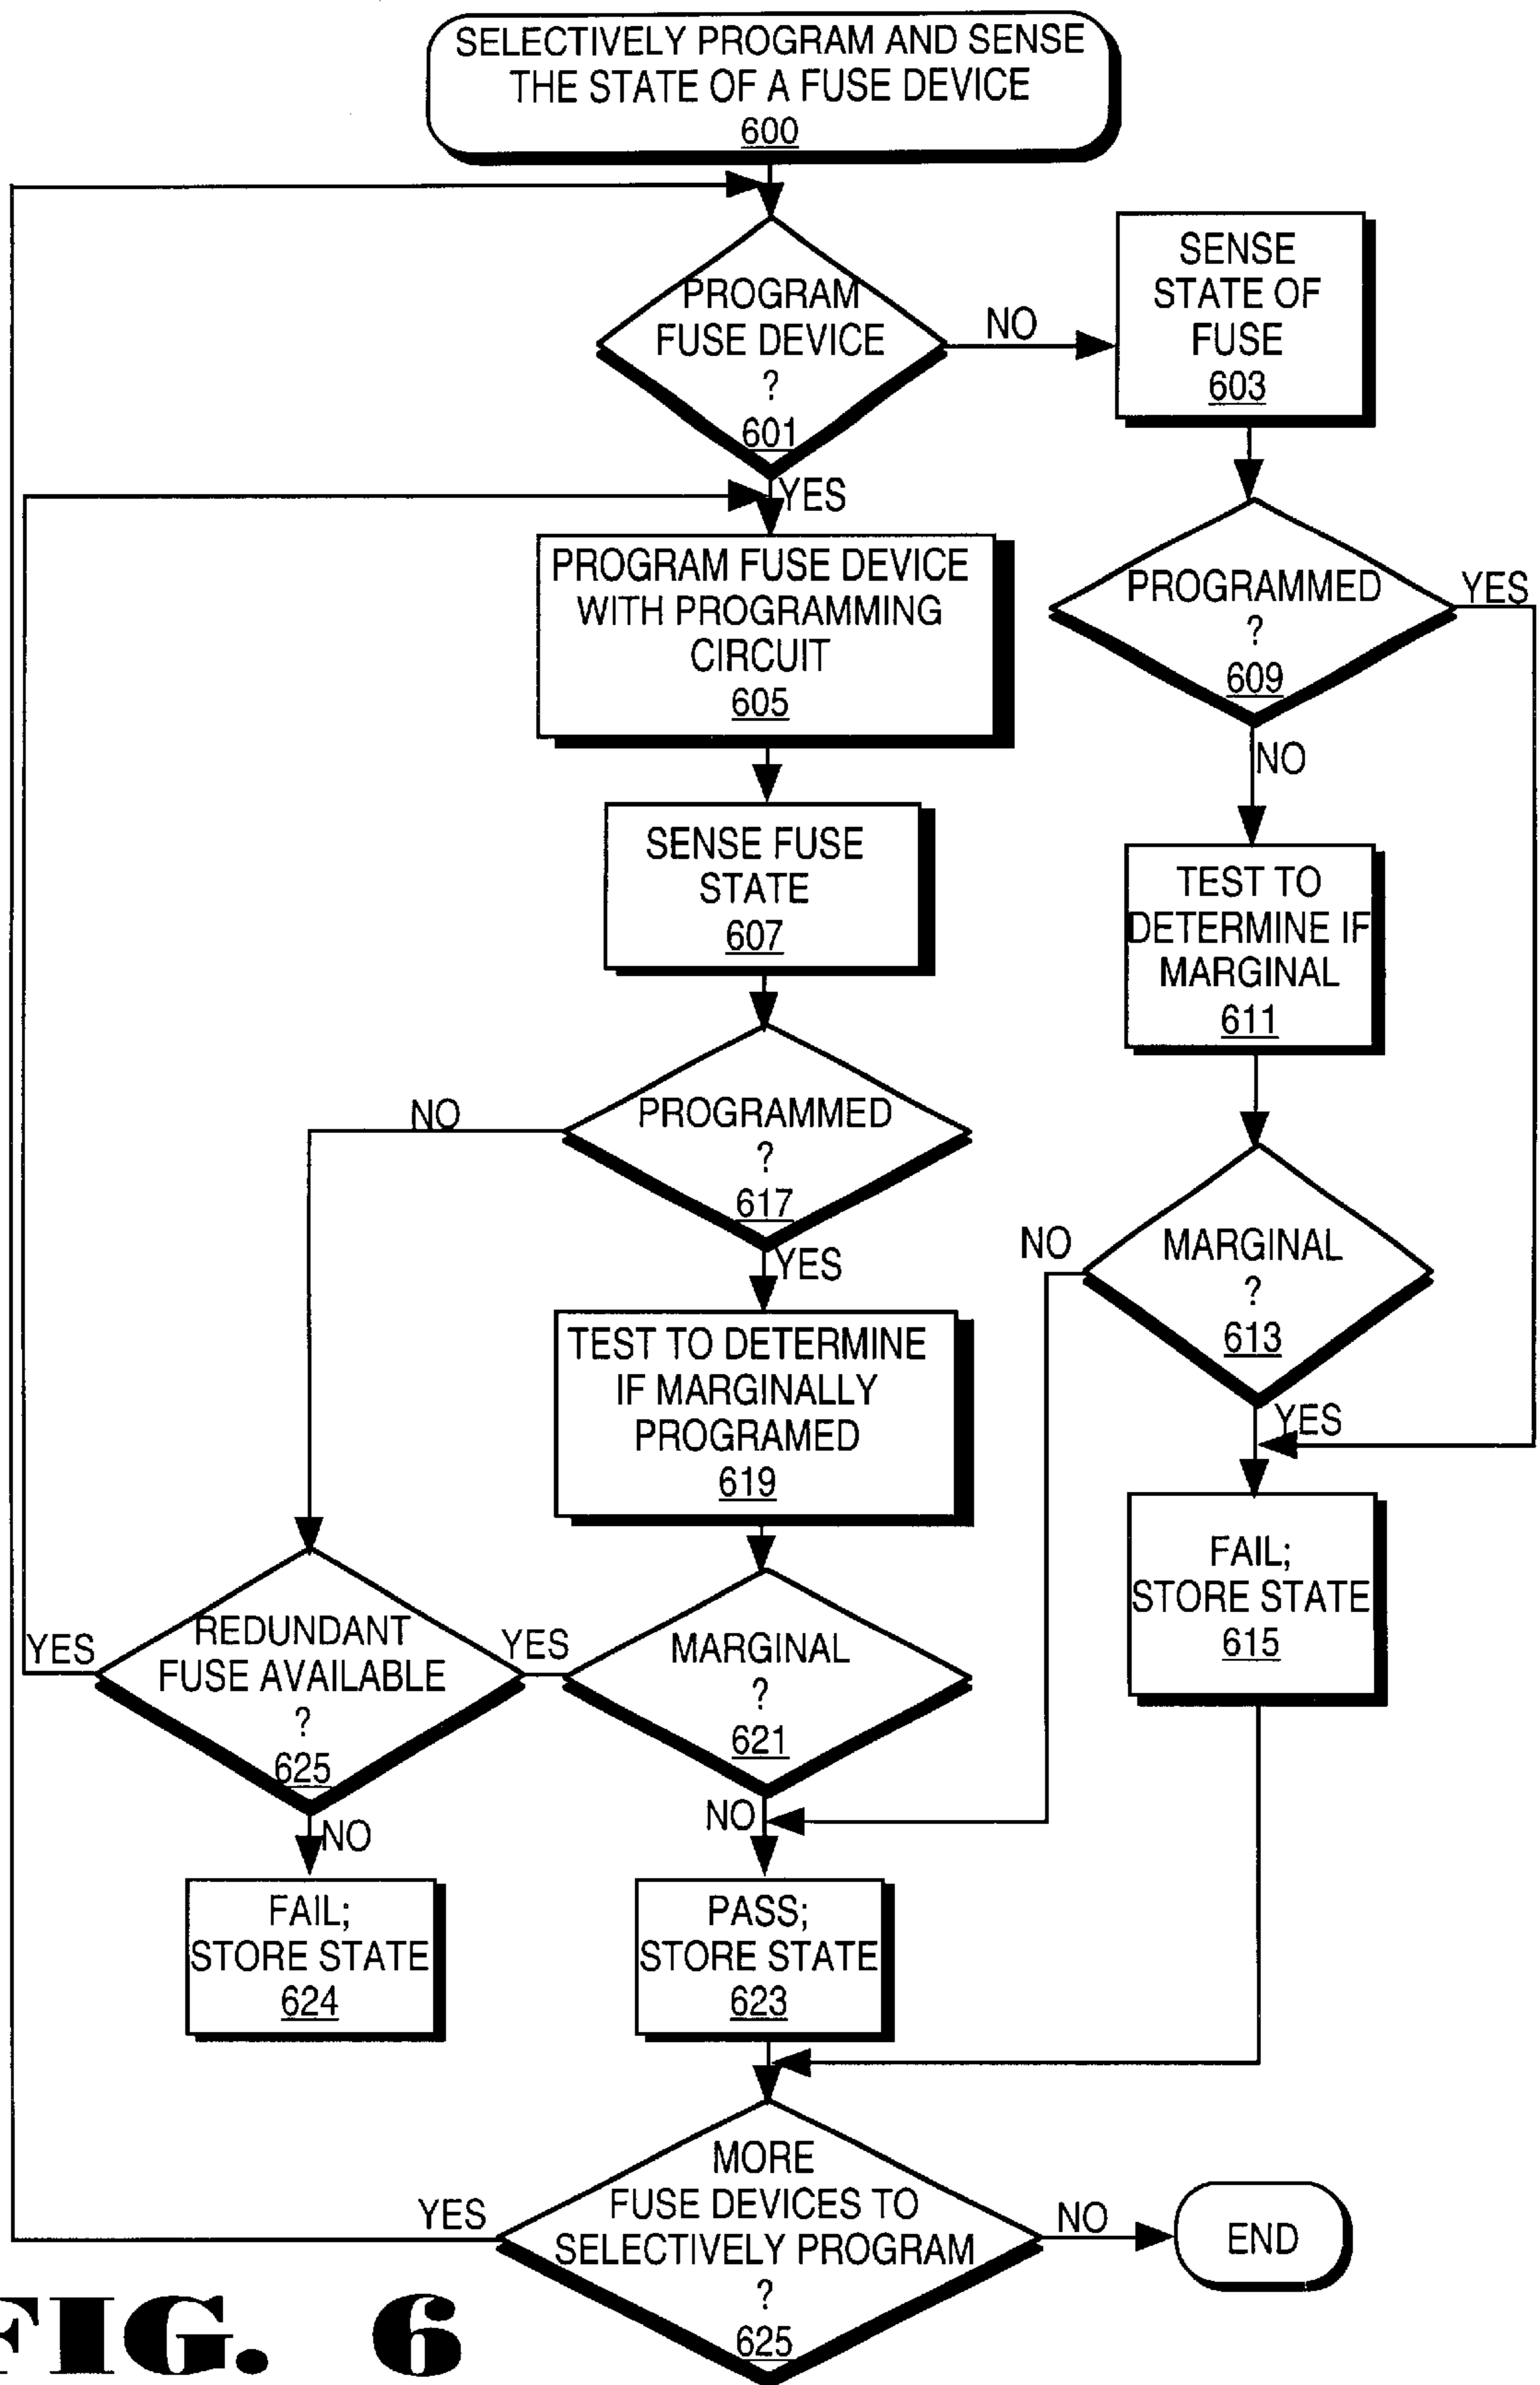 SELECTIVELY PROGRAM AND SENSE
THE STATE OF A FUSE DEVICE
600
PROGRAM
FUSE DEVICE
?
601
NO
SENSE
STATE OF
FUSE
603
YES
PROGRAM FUSE DEVICE
WITH PROGRAMMING
CIRCUIT
605
PROGRAMMED
?
609
YES
NO
SENSE FUSE
STATE
607
TEST TO
DETERMINE IF
MARGINAL
611
PROGRAMMED
?
617
NO
YES
MARGINAL
?
613
NO
YES
TEST TO DETERMINE
IF MARGINALLY
PROGRAMED
619
FAIL;
STORE STATE
615
REDUNDANT
FUSE AVAILABLE
?
625
YES
YES
MARGINAL
?
621
NO
NO
FAIL;
STORE STATE
624
PASS;
STORE STATE
623
MORE
FUSE DEVICES TO
SELECTIVELY PROGRAM
?
625
YES
NO
END
FIG. 6